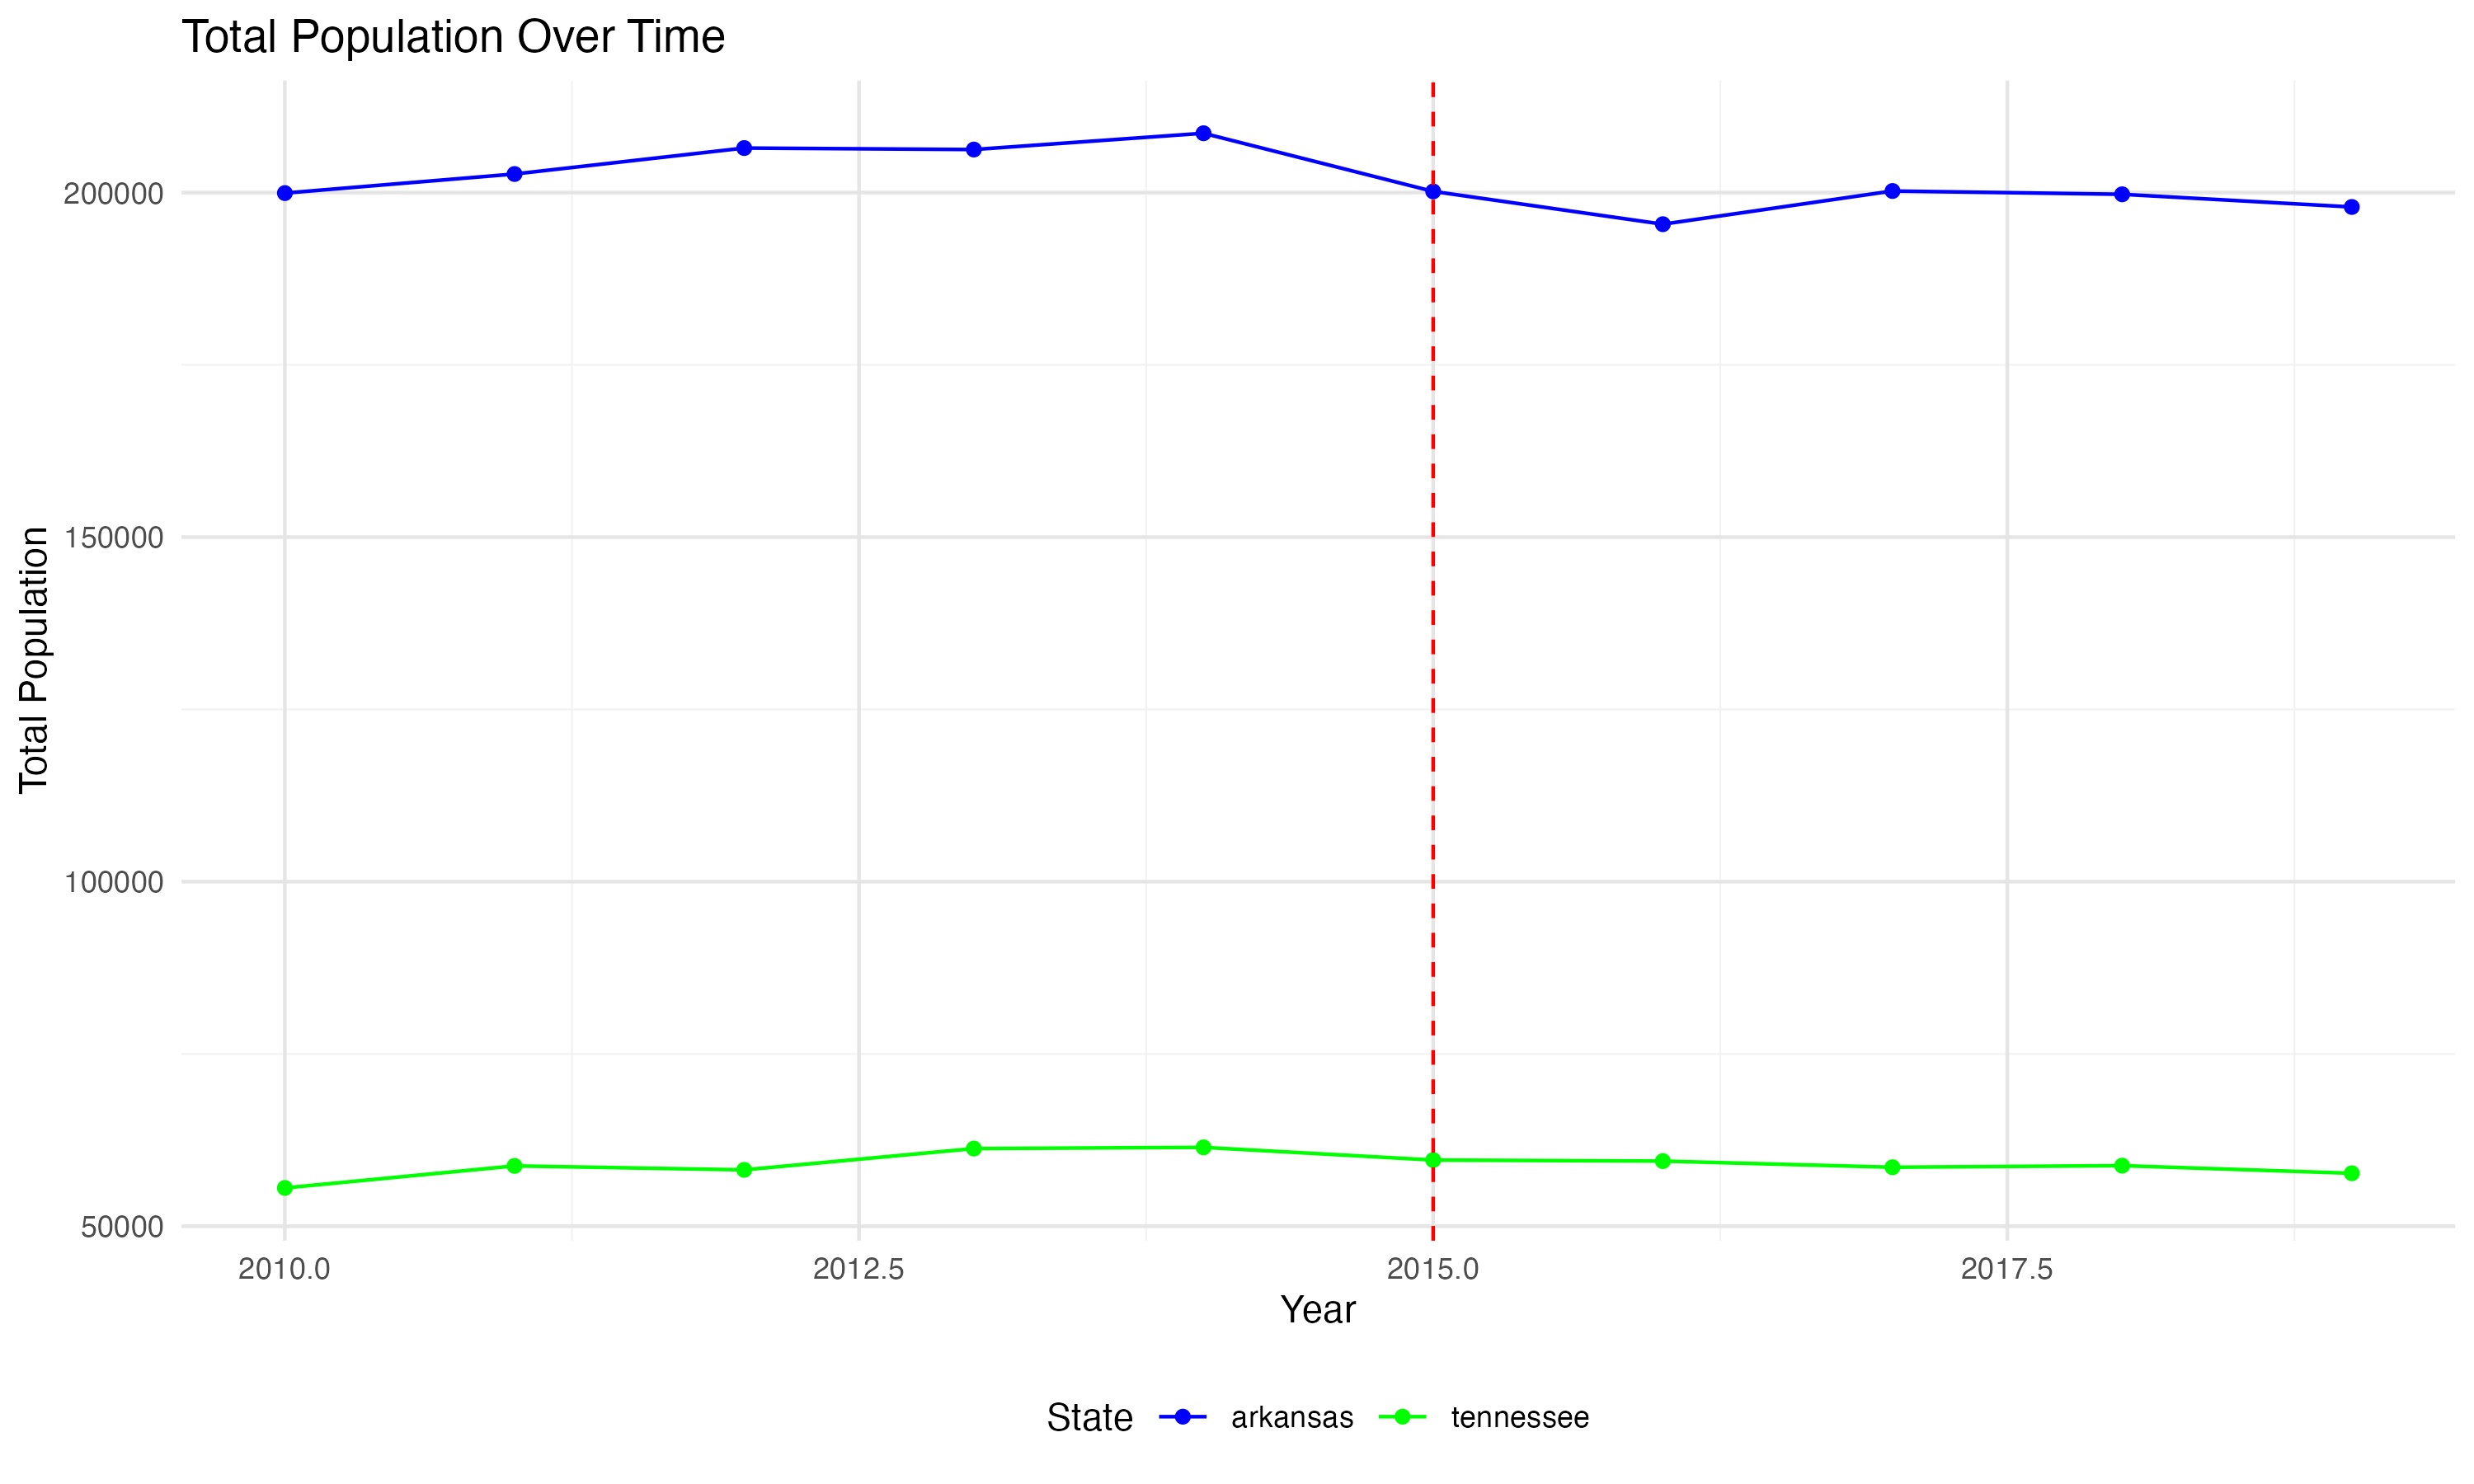 Total Population Over Time
Total Population
200000
150000
100000
50000
2010.0
2012.5
2015.0
2017.5
Year
State
arkansas
tennessee